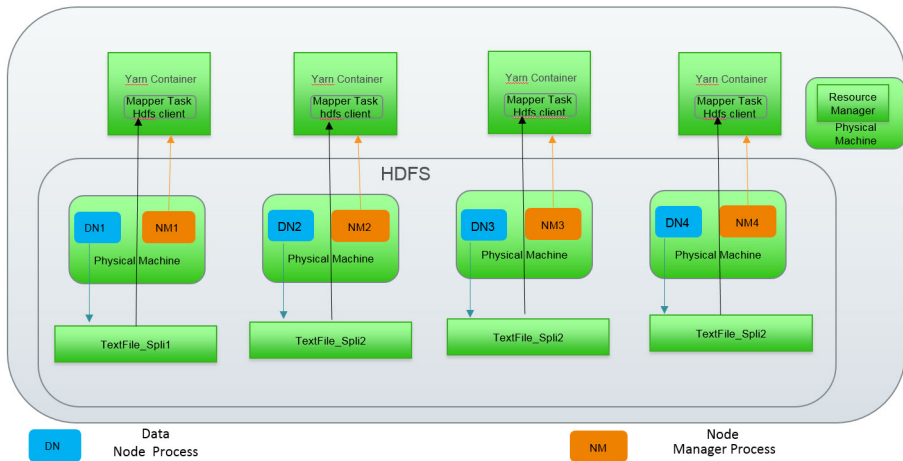 Yarn Container
Mapper Task
Hdfs client
Yarn Container
Mapper Task
hdfs client
Yarn Container
Mapper Task
Hdfs client
Yarn Container
Mapper Task
Hdfs client
Resource
Manager
Physical
Machine
HDFS
DN1
NM1
Physical Machine
DN2
NM2
Physical Machine
DN3
NM3
Physical Machine
DN4
NM4
Physical Machine
TextFile_Spli1
TextFile_Spli2
TextFile_Spli2
TextFile_Spli2
DN
Data
Node Process
NM
Node
Manager Process